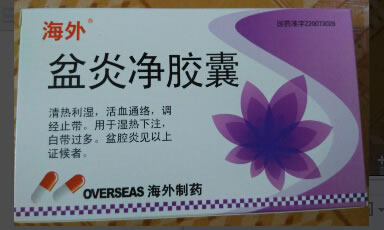 海外®
国药准字Z20073026
盆炎净胶囊
清热利湿,活血通络,调
经止带。用于湿热下注,
白带过多。盆腔炎见以上
证候者。
OVERSEAS 海外制药